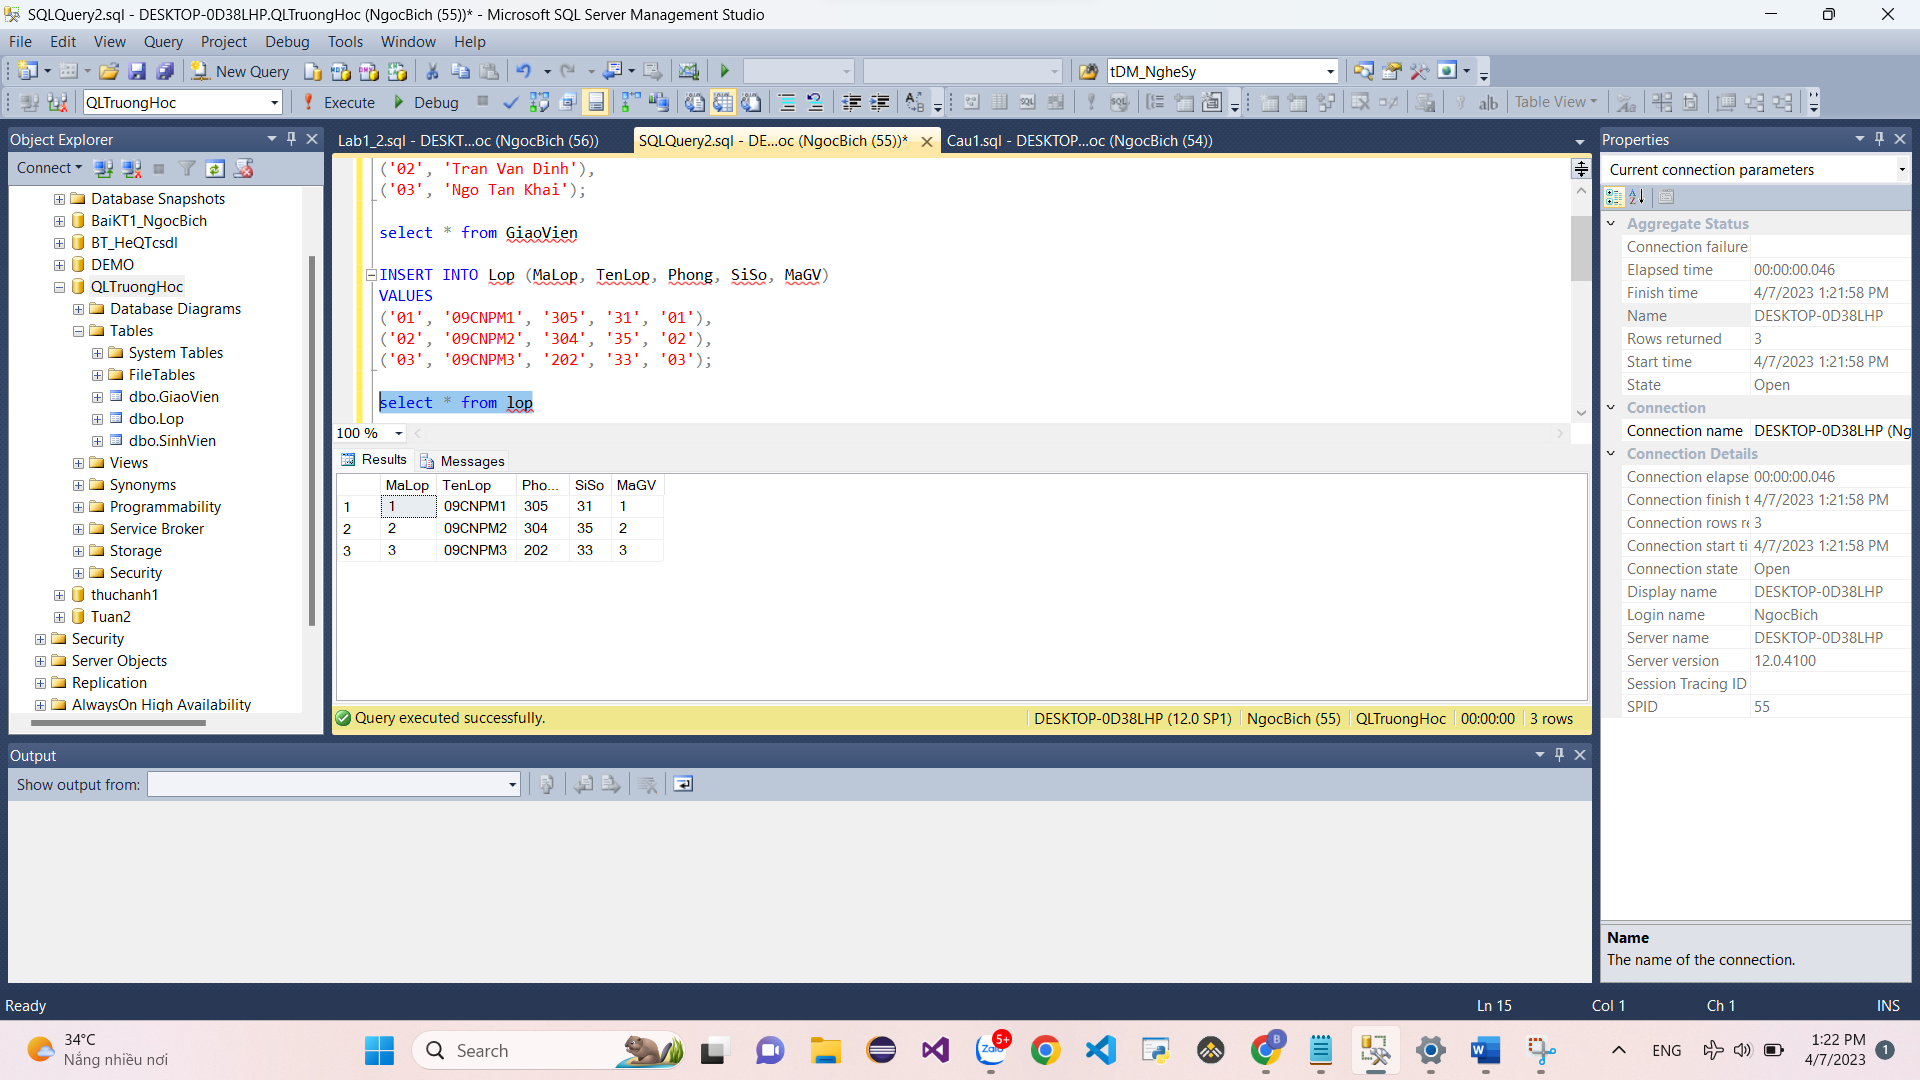 SQLQuery2.sql - DESKTOP-0D38LHP.QLTruongHoc (NgocBich (55))* - Microsoft SQL Server Management Studio
File Edit View Query Project Debug Tools Window Help
New Query tDM_NgheSy
QLTruongHoc Execute Debug Table View
Object Explorer
Connect
Database Snapshots
BaiKT1_NgocBich
BT_HeQTcsdl
DEMO
QLTruongHoc
Database Diagrams
Tables
System Tables
FileTables
dbo.GiaoVien
dbo.Lop
dbo.SinhVien
Views
Synonyms
Programmability
Service Broker
Storage
Security
thuchanh1
Tuan2
Security
Server Objects
Replication
AlwaysOn High Availability
Lab1_2.sql - DESKT...oc (NgocBich (56)) SQLQuery2.sql - DE...oc (NgocBich (55))* Cau1.sql - DESKTOP...oc (NgocBich (54))
('02', 'Tran Van Dinh'),
('03', 'Ngo Tan Khai');
select * from GiaoVien
INSERT INTO Lop (MaLop, TenLop, Phong, SiSo, MaGV)
VALUES
('01', '09CNPM1', '305', '31', '01'),
('02', '09CNPM2', '304', '35', '02'),
('03', '09CNPM3', '202', '33', '03');
select * from lop
100 %
Results Messages
MaLop TenLop Pho... SiSo MaGV
1 1 09CNPM1 305 31 1
2 2 09CNPM2 304 35 2
3 3 09CNPM3 202 33 3
Query executed successfully. DESKTOP-0D38LHP (12.0 SP1) NgocBich (55) QLTruongHoc 00:00:00 3 rows
Properties
Current connection parameters
Aggregate Status
Connection failure
Elapsed time 00:00:00.046
Finish time 4/7/2023 1:21:58 PM
Name DESKTOP-0D38LHP
Rows returned 3
Start time 4/7/2023 1:21:58 PM
State Open
Connection
Connection name DESKTOP-0D38LHP (Ng
Connection Details
Connection elapse 00:00:00.046
Connection finish t 4/7/2023 1:21:58 PM
Connection rows re 3
Connection start ti 4/7/2023 1:21:58 PM
Connection state Open
Display name DESKTOP-0D38LHP
Login name NgocBich
Server name DESKTOP-0D38LHP
Server version 12.0.4100
Session Tracing ID
SPID 55
Name
The name of the connection.
Output
Show output from:
Ready Ln 15 Col 1 Ch 1 INS
34°C
Nắng nhiều nơi
Search
Zalo 5+
B
ENG
1:22 PM
4/7/2023
1